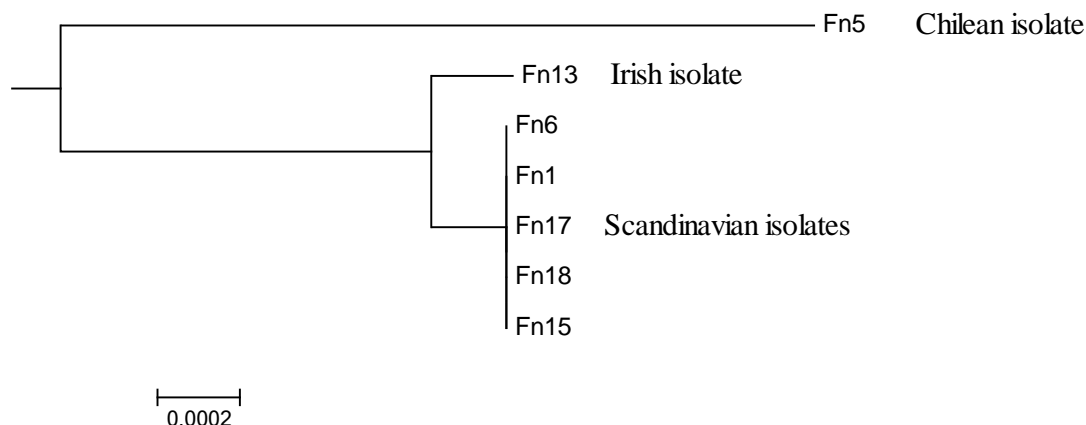 Fn5 Chilean isolate
Fn13 Irish isolate
Fn6
Fn1
Fn17 Scandinavian isolates
Fn18
Fn15
0.0002